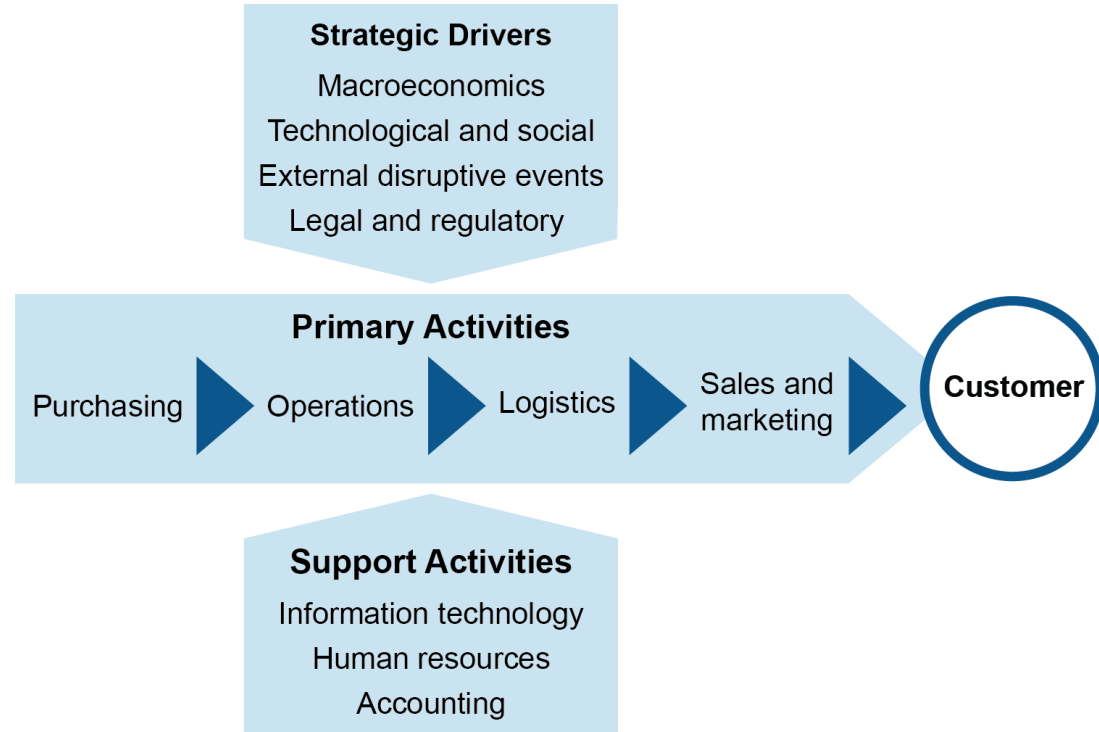 Strategic Drivers
Macroeconomics
Technological and social
External disruptive events
Legal and regulatory
Primary Activities
Purchasing
Operations
Logistics
Sales and
marketing
Customer
Support Activities
Information technology
Human resources
Accounting